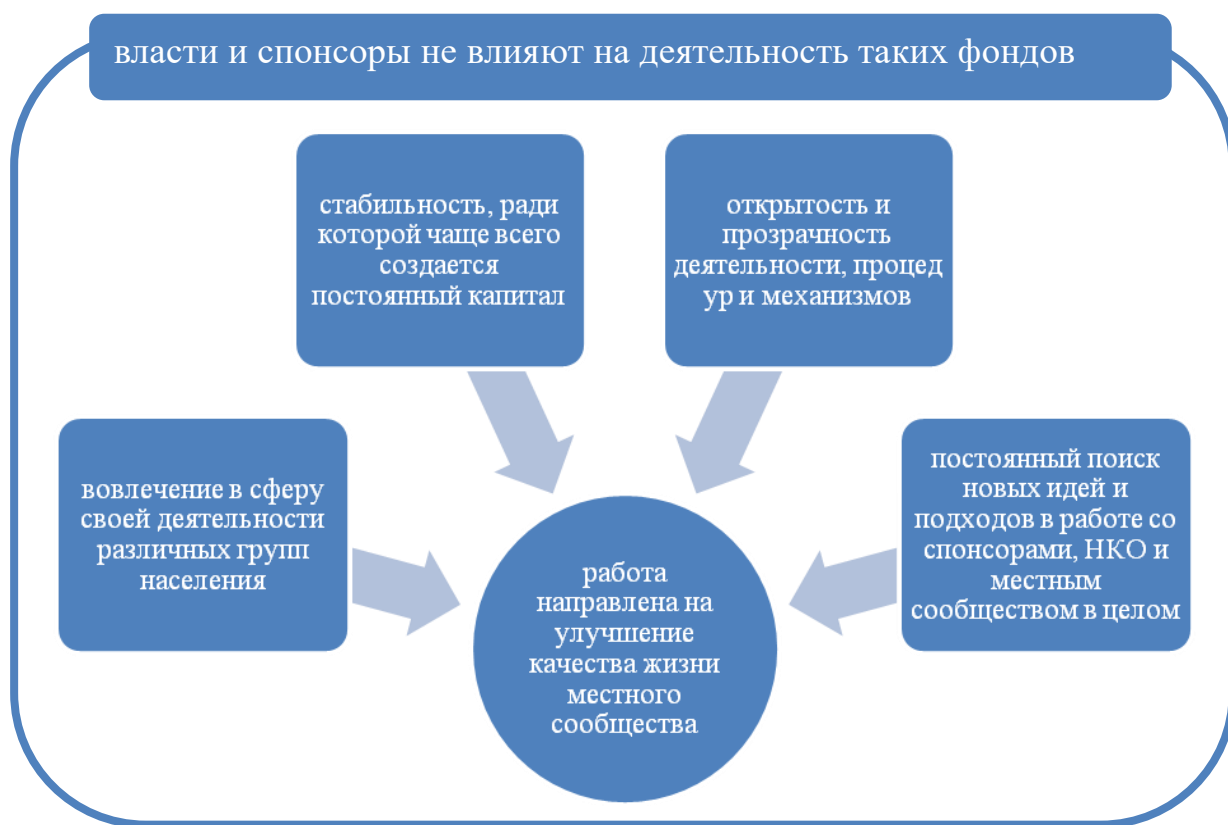 власти и спонсоры не влияют на деятельность таких фондов
стабильность, ради
которой чаще всего
создается
постоянный капитал
открытость и
прозрачность
деятельности, процед
ур и механизмов
вовлечение в сферу
своей деятельности
различных групп
населения
постоянный поиск
новых идей и
подходов в работе со
спонсорами, НКО и
местным
сообществом в целом
работа
направлена на
улучшение
качества жизни
местного
сообщества